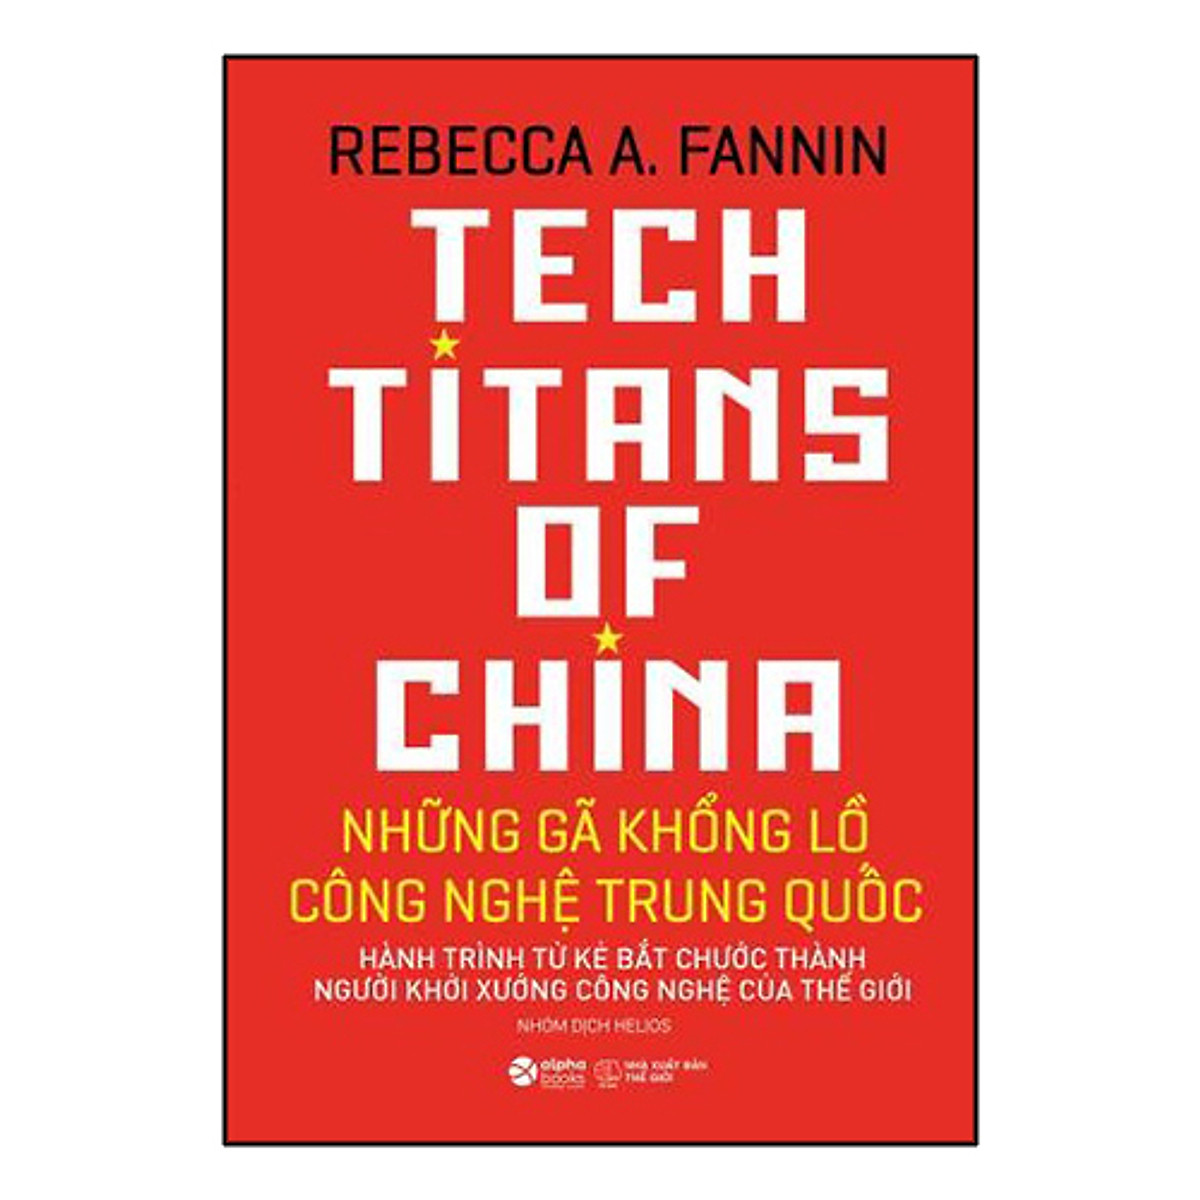 REBECCA A. FANNIN
TECH
TITANS
OF
CHINA
NHỮNG GÃ KHỔNG LỒ
CÔNG NGHỆ TRUNG QUỐC
HÀNH TRÌNH TỪ KẺ BẮT CHƯỚC THÀNH
NGƯỜI KHỞI XƯỚNG CÔNG NGHỆ CỦA THẾ GIỚI
NHÓM DỊCH HELIOS
alpha
books
NHÀ XUẤT BẢN
THẾ GIỚI